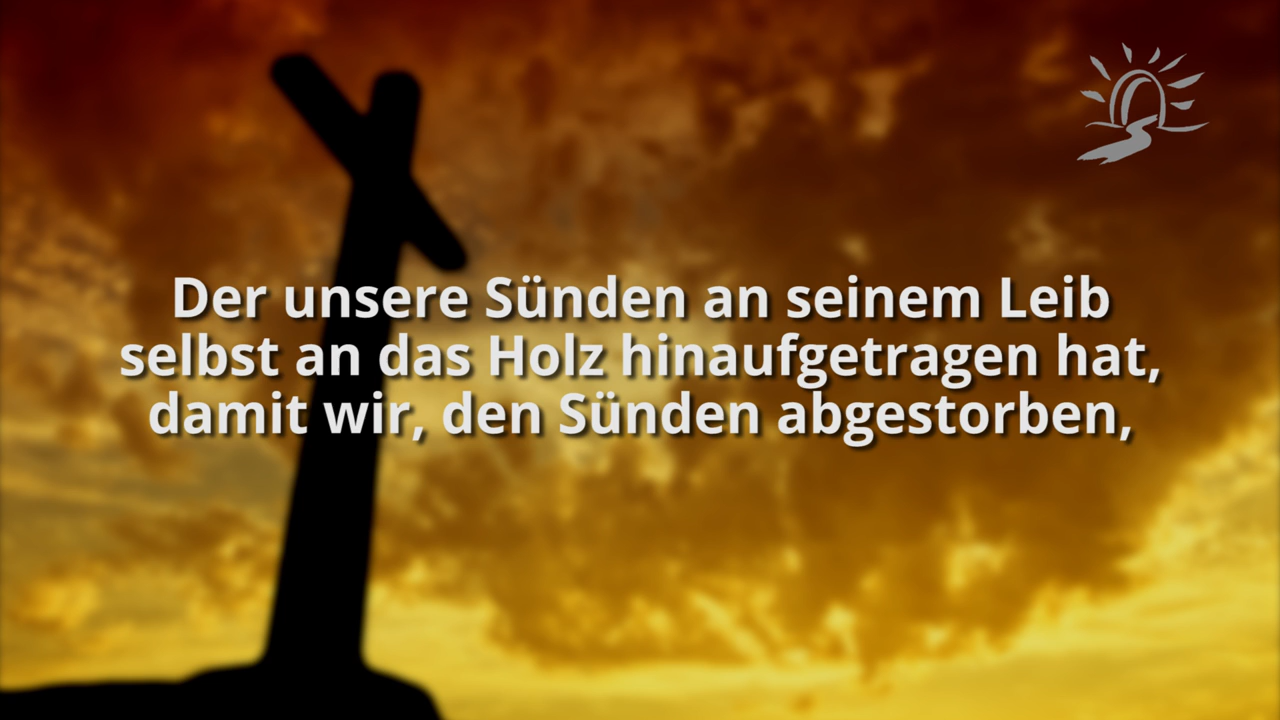 Der unsere Sünden an seinem Leib
selbst an das Holz hinaufgetragen hat,
damit wir, den Sünden abgestorben,